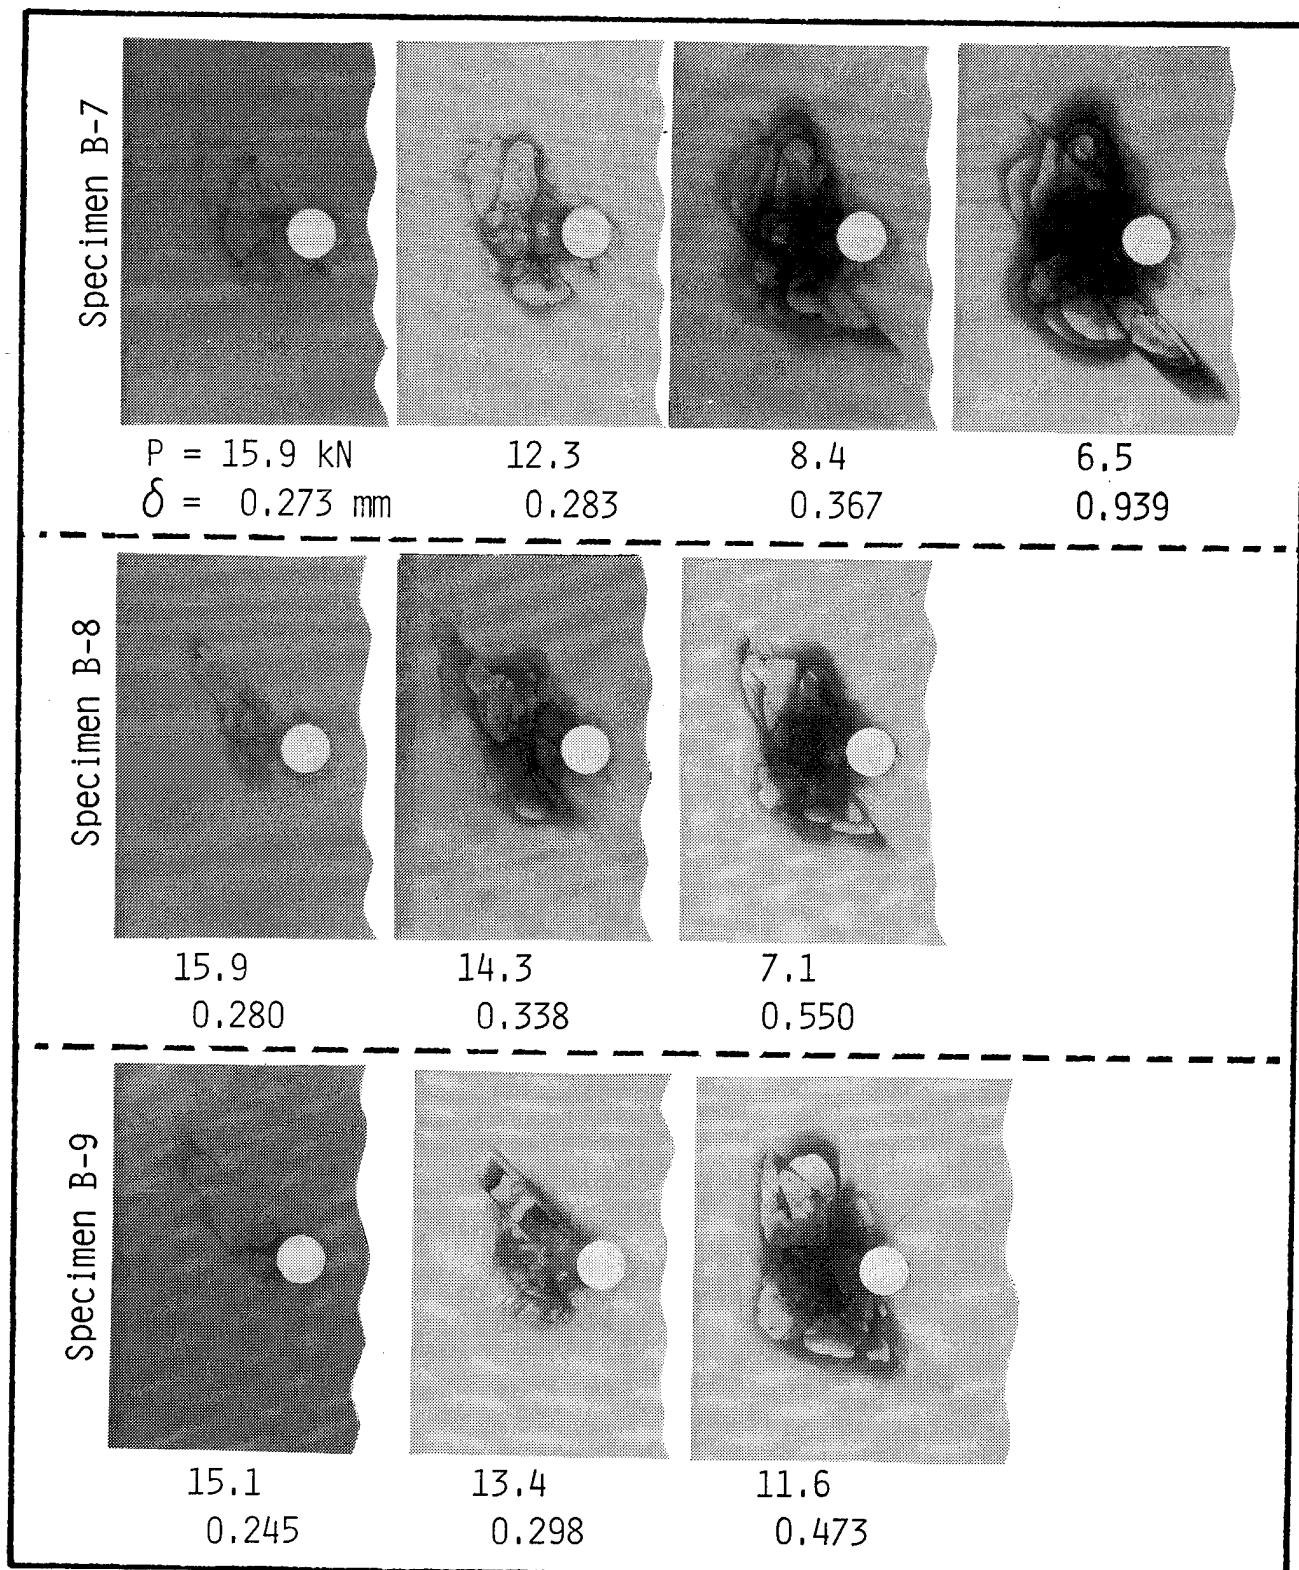 Specimen B-7
P = 15.9 kN 12.3 8.4 6.5
δ = 0.273 mm 0.283 0.367 0.939
Specimen B-8
15.9 14.3 7.1
0.280 0.338 0.550
Specimen B-9
15.1 13.4 11.6
0.245 0.298 0.473